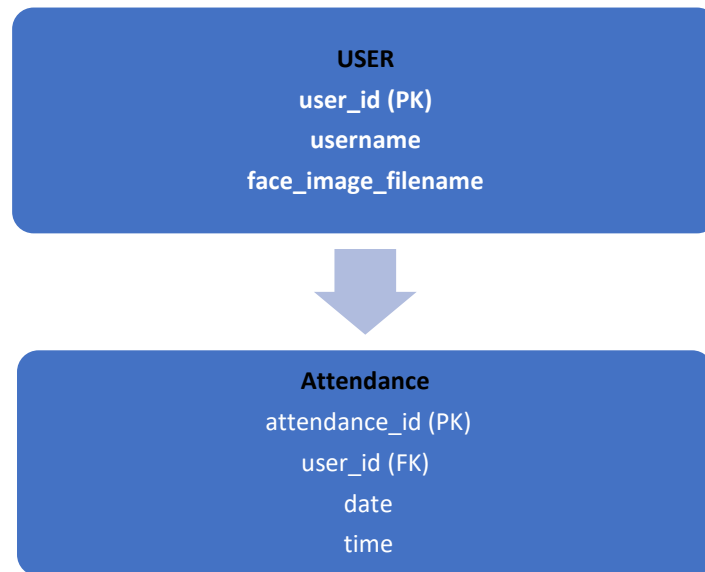 USER
user_id (PK)
username
face_image_filename
Attendance
attendance_id (PK)
user_id (FK)
date
time